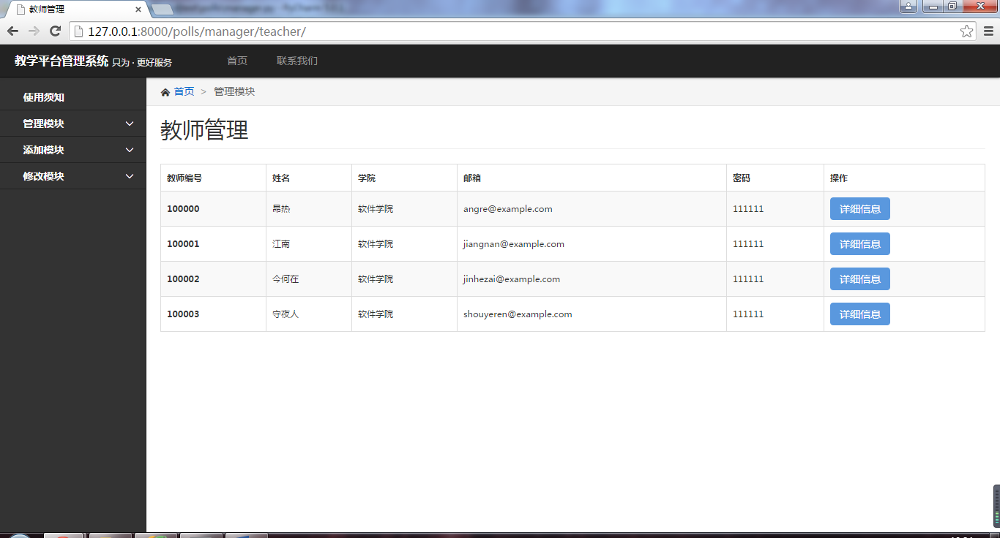 教师管理
127.0.0.1:8000/polls/manager/teacher/
教学平台管理系统 只为 · 更好服务 首页 联系我们
使用须知
管理模块
添加模块
修改模块
首页 > 管理模块
教师管理
教师编号 姓名 学院 邮箱 密码 操作
100000 昂热 软件学院 angre@example.com 111111 详细信息
100001 江南 软件学院 jiangnan@example.com 111111 详细信息
100002 今何在 软件学院 jinhezai@example.com 111111 详细信息
100003 守夜人 软件学院 shouyeren@example.com 111111 详细信息